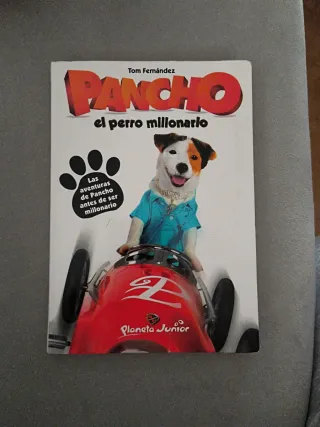 Tom Fernández
PANCHO
el perro millonario
Las
aventuras
de Pancho
antes de ser
millonario
Planeta Junior